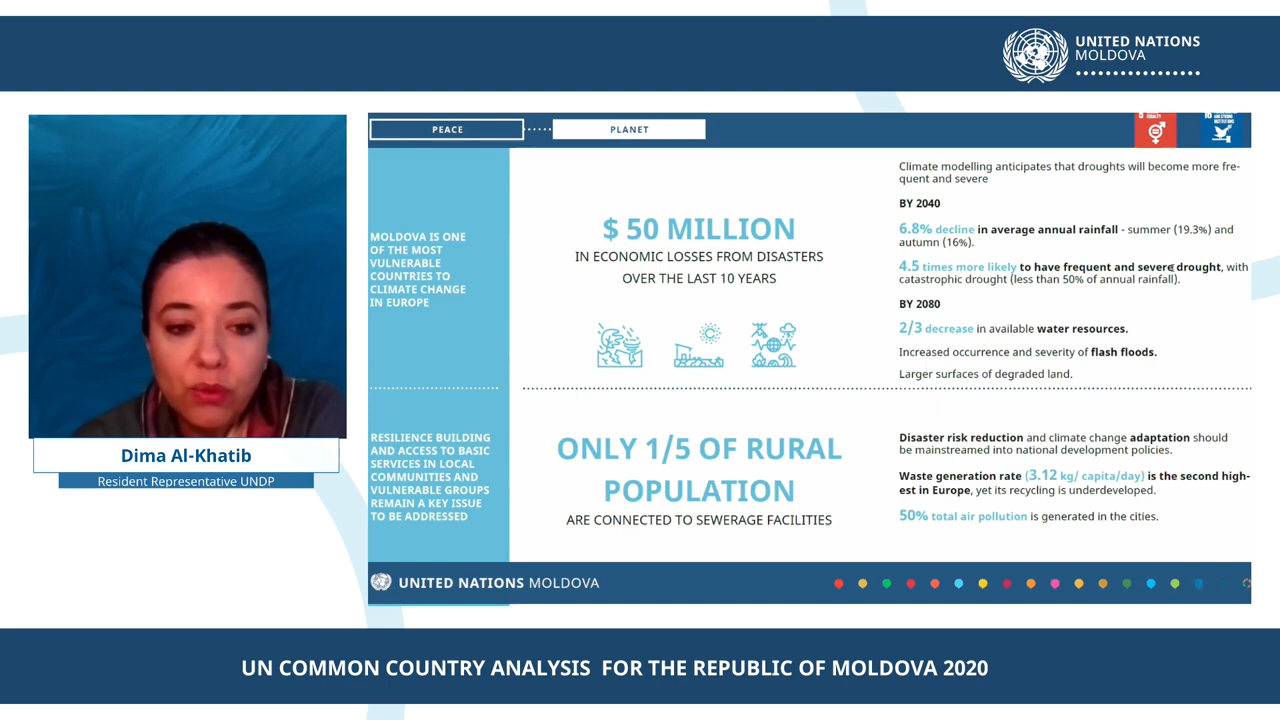 UNITED NATIONS
MOLDOVA
PEACE
PLANET
MOLDOVA IS ONE
OF THE MOST
VULNERABLE
COUNTRIES TO
CLIMATE CHANGE
IN EUROPE
$ 50 MILLION
IN ECONOMIC LOSSES FROM DISASTERS
OVER THE LAST 10 YEARS
Climate modelling anticipates that droughts will become more fre-
quent and severe
BY 2040
6.8% decline in average annual rainfall - summer (19.3%) and
autumn (16%).
4.5 times more likely to have frequent and severe drought, with
catastrophic drought (less than 50% of annual rainfall).
BY 2080
2/3 decrease in available water resources.
Increased occurrence and severity of flash floods.
Larger surfaces of degraded land.
RESILIENCE BUILDING
AND ACCESS TO BASIC
SERVICES IN LOCAL
COMMUNITIES AND
VULNERABLE GROUPS
REMAIN A KEY ISSUE
TO BE ADDRESSED
ONLY 1/5 OF RURAL
POPULATION
ARE CONNECTED TO SEWERAGE FACILITIES
Disaster risk reduction and climate change adaptation should
be mainstreamed into national development policies.
Waste generation rate (3.12 kg/ capita/day) is the second high-
est in Europe, yet its recycling is underdeveloped.
50% total air pollution is generated in the cities.
Dima Al-Khatib
Resident Representative UNDP
UNITED NATIONS MOLDOVA
UN COMMON COUNTRY ANALYSIS FOR THE REPUBLIC OF MOLDOVA 2020